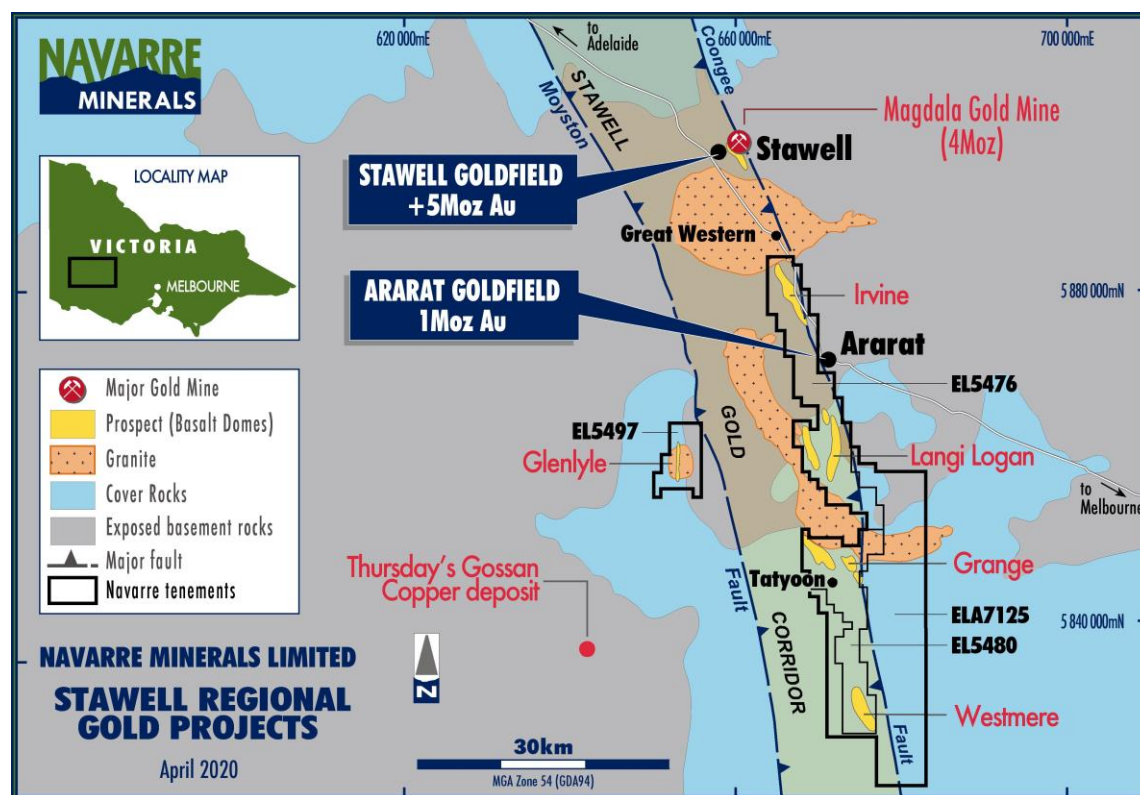 NAVARRE
MINERALS
620 000mE
660 000mE
700 000mE
to
Adelaide
Coongee
STAWELL
Moyston
Magdala Gold Mine
(4Moz)
Stawell
STAWELL GOLDFIELD
+5Moz Au
LOCALITY MAP
VICTORIA
MELBOURNE
Great Western
ARARAT GOLDFIELD
1Moz Au
Irvine
5 880 000mN
Ararat
EL5476
Major Gold Mine
Prospect (Basalt Domes)
Granite
Cover Rocks
Exposed basement rocks
Major fault
Navarre tenements
EL5497
Glenlyle
GOLD
Langi Logan
to
Melbourne
Thursday's Gossan
Copper deposit
Fault
Tatyoon
Grange
ELA7125
5 840 000mN
EL5480
CORRIDOR
NAVARRE MINERALS LIMITED
STAWELL REGIONAL
GOLD PROJECTS
April 2020
N
Westmere
Fault
30km
MGA Zone 54 (GDA94)